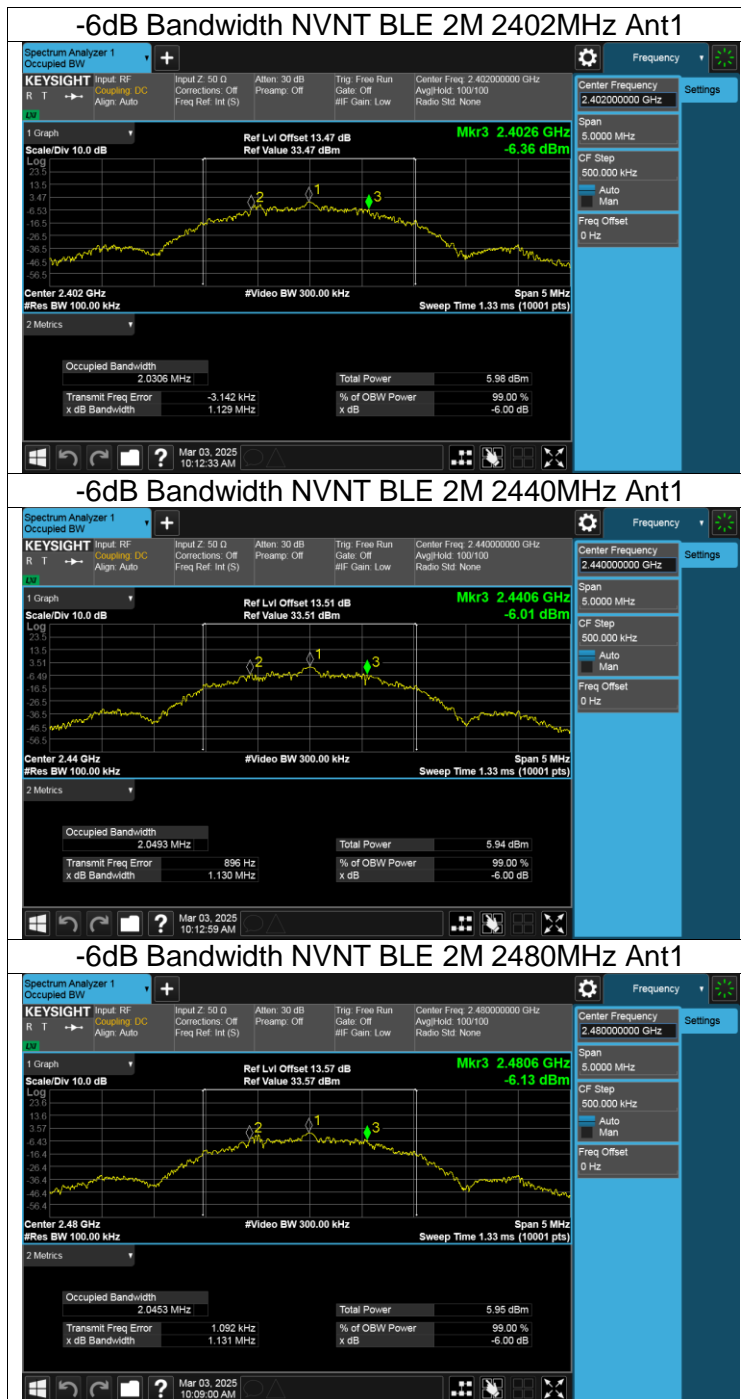 -6dB Bandwidth NVNT BLE 2M 2402MHz Ant1
Spectrum Analyzer 1
Occupied BW
+
Frequency
KEYSIGHT Input: RF Input Z: 50 Ω Atten: 30 dB Trig: Free Run Center Freq: 2.402000000 GHz
R T Coupling: DC Corrections: Off Preamp: Off Gate: Off Avg|Hold: 100/100
Align: Auto Freq Ref: Int (S) #IF Gain: Low Radio Std: None
LXI
Center Frequency
2.402000000 GHz
Settings
Span
5.0000 MHz
CF Step
500.000 kHz
Auto
Man
Freq Offset
0 Hz
1 Graph
Ref Lvl Offset 13.47 dB
Mkr3 2.4026 GHz
Scale/Div 10.0 dB
Ref Value 33.47 dBm
-6.36 dBm
Log
23.5
13.5
3.47
-6.53
-16.5
-26.5
-36.5
-46.5
-56.5
2
1
3
Center 2.402 GHz #Video BW 300.00 kHz Span 5 MHz
#Res BW 100.00 kHz Sweep Time 1.33 ms (10001 pts)
2 Metrics
Occupied Bandwidth
2.0306 MHz
Total Power 5.98 dBm
Transmit Freq Error -3.142 kHz % of OBW Power 99.00 %
x dB Bandwidth 1.129 MHz x dB -6.00 dB
?
Mar 03, 2025
10:12:33 AM
-6dB Bandwidth NVNT BLE 2M 2440MHz Ant1
Spectrum Analyzer 1
Occupied BW
+
Frequency
KEYSIGHT Input: RF Input Z: 50 Ω Atten: 30 dB Trig: Free Run Center Freq: 2.440000000 GHz
R T Coupling: DC Corrections: Off Preamp: Off Gate: Off Avg|Hold: 100/100
Align: Auto Freq Ref: Int (S) #IF Gain: Low Radio Std: None
LXI
Center Frequency
2.440000000 GHz
Settings
Span
5.0000 MHz
CF Step
500.000 kHz
Auto
Man
Freq Offset
0 Hz
1 Graph
Ref Lvl Offset 13.51 dB
Mkr3 2.4406 GHz
Scale/Div 10.0 dB
Ref Value 33.51 dBm
-6.01 dBm
Log
23.5
13.5
3.51
-6.49
-16.5
-26.5
-36.5
-46.5
-56.5
2
1
3
Center 2.44 GHz #Video BW 300.00 kHz Span 5 MHz
#Res BW 100.00 kHz Sweep Time 1.33 ms (10001 pts)
2 Metrics
Occupied Bandwidth
2.0493 MHz
Total Power 5.94 dBm
Transmit Freq Error 896 Hz % of OBW Power 99.00 %
x dB Bandwidth 1.130 MHz x dB -6.00 dB
?
Mar 03, 2025
10:12:59 AM
-6dB Bandwidth NVNT BLE 2M 2480MHz Ant1
Spectrum Analyzer 1
Occupied BW
+
Frequency
KEYSIGHT Input: RF Input Z: 50 Ω Atten: 30 dB Trig: Free Run Center Freq: 2.480000000 GHz
R T Coupling: DC Corrections: Off Preamp: Off Gate: Off Avg|Hold: 100/100
Align: Auto Freq Ref: Int (S) #IF Gain: Low Radio Std: None
LXI
Center Frequency
2.480000000 GHz
Settings
Span
5.0000 MHz
CF Step
500.000 kHz
Auto
Man
Freq Offset
0 Hz
1 Graph
Ref Lvl Offset 13.57 dB
Mkr3 2.4806 GHz
Scale/Div 10.0 dB
Ref Value 33.57 dBm
-6.13 dBm
Log
23.6
13.6
3.57
-6.43
-16.4
-26.4
-36.4
-46.4
-56.4
2
1
3
Center 2.48 GHz #Video BW 300.00 kHz Span 5 MHz
#Res BW 100.00 kHz Sweep Time 1.33 ms (10001 pts)
2 Metrics
Occupied Bandwidth
2.0453 MHz
Total Power 5.95 dBm
Transmit Freq Error 1.092 kHz % of OBW Power 99.00 %
x dB Bandwidth 1.131 MHz x dB -6.00 dB
?
Mar 03, 2025
10:09:00 AM